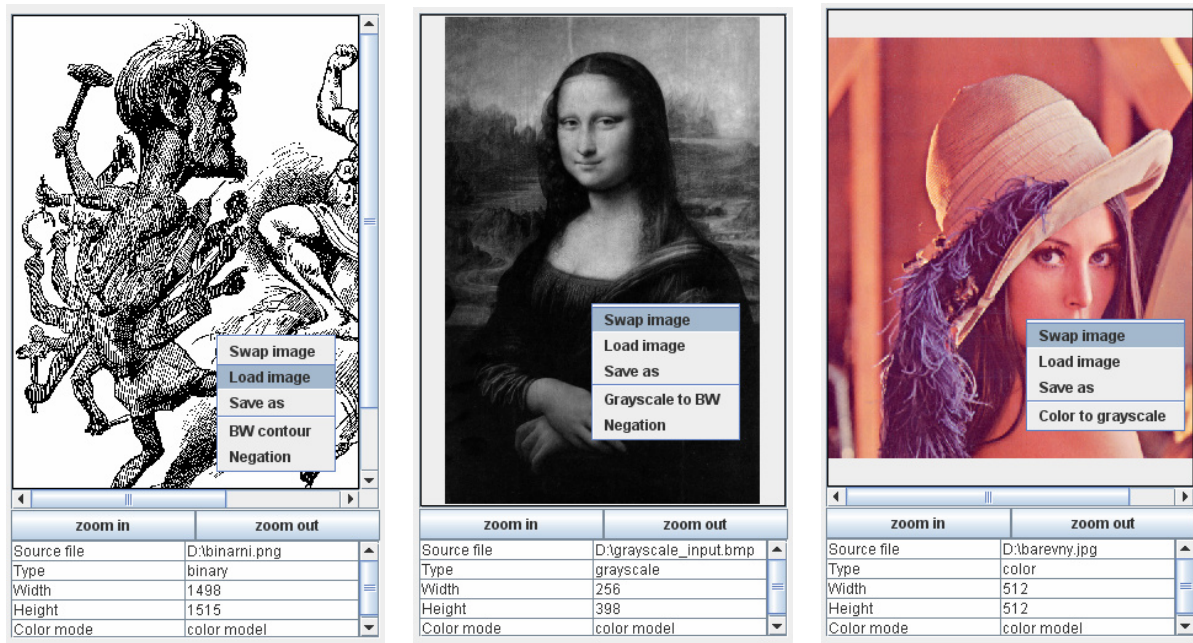 Swap image
Load image
Save as
BW contour
Negation
zoom in zoom out
Source file D:\binarni.png
Type binary
Width 1498
Height 1515
Color mode color model
Swap image
Load image
Save as
Grayscale to BW
Negation
zoom in zoom out
Source file D:\grayscale_input.bmp
Type grayscale
Width 256
Height 398
Color mode color model
Swap image
Load image
Save as
Color to grayscale
zoom in zoom out
Source file D:\barevny.jpg
Type color
Width 512
Height 512
Color mode color model